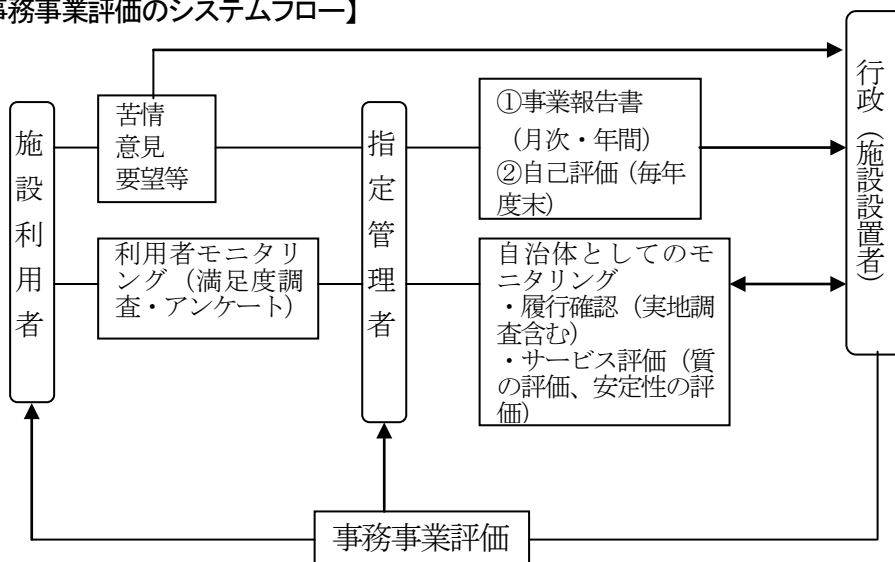 事務事業評価のシステムフロー】
施設利用者
苦情
意見
要望等
利用者モニタリ
ング（満足度調
査・アンケート）
指定管理者
①事業報告書
（月次・年間）
②自己評価（毎年
度末）
自治体としてのモ
ニタリング
・履行確認（実地調
査含む）
・サービス評価（質
の評価、安定性の評
価）
行政（施設設置者）
事務事業評価